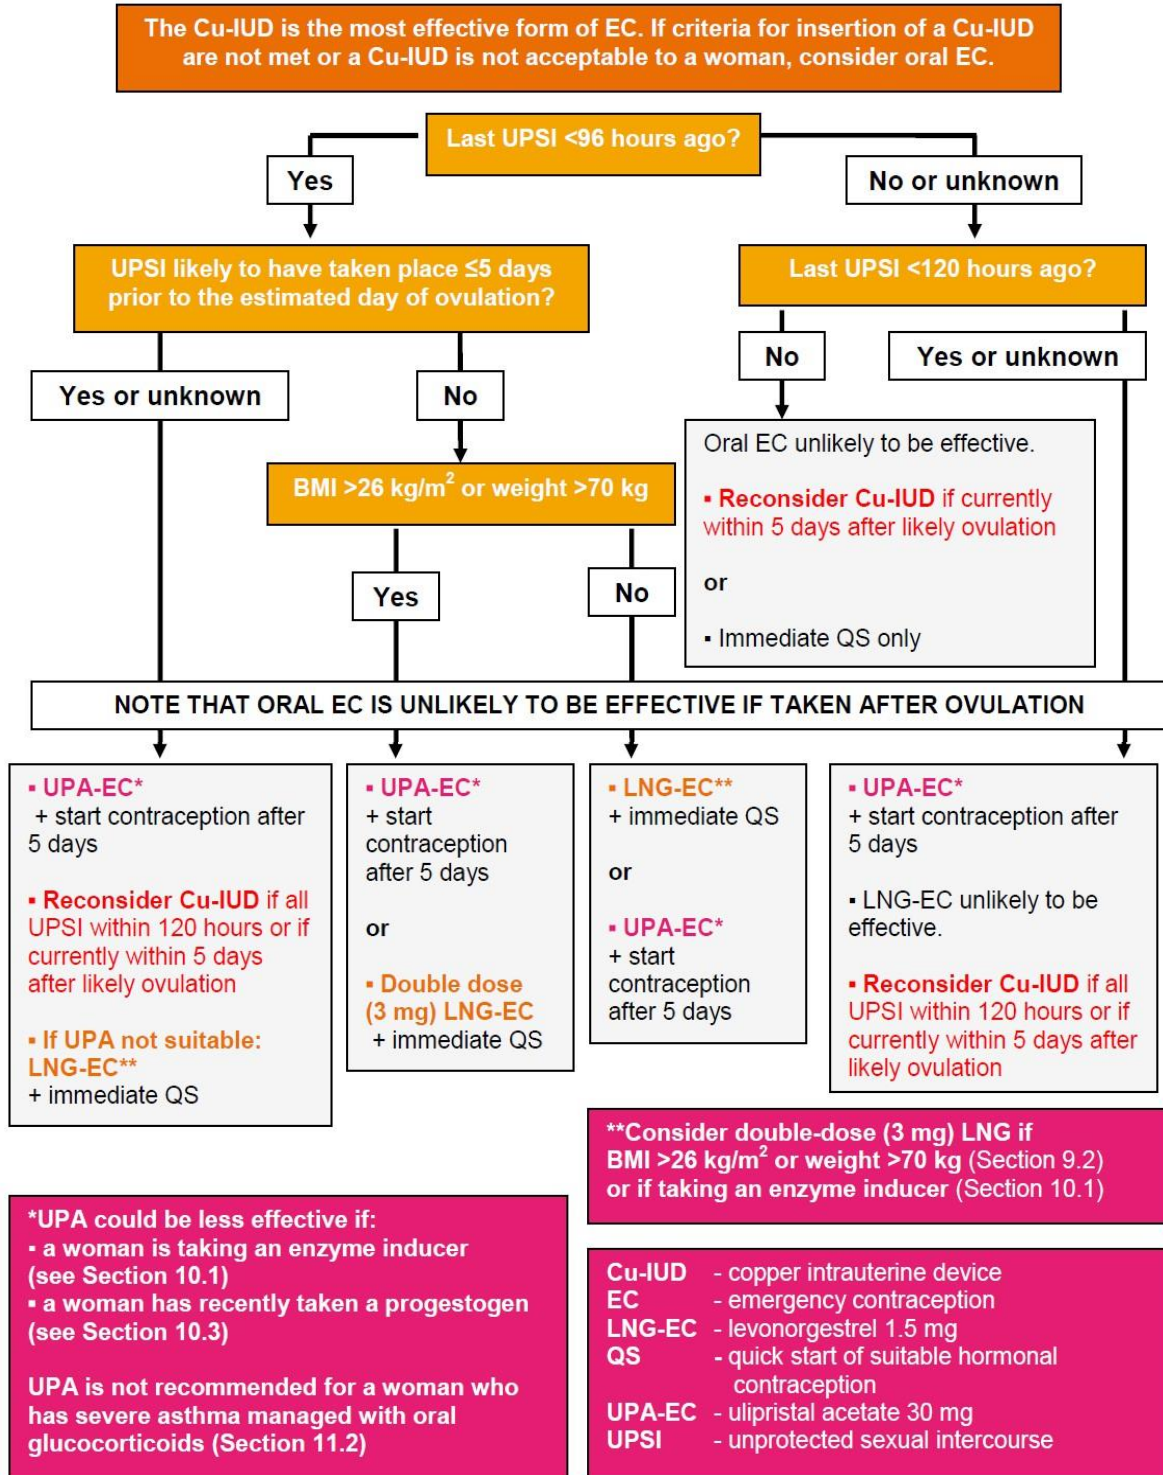 The Cu-IUD is the most effective form of EC. If criteria for insertion of a Cu-IUD
are not met or a Cu-IUD is not acceptable to a woman, consider oral EC.
Last UPSI <96 hours ago?
Yes
No or unknown
UPSI likely to have taken place ≤5 days
prior to the estimated day of ovulation?
Last UPSI <120 hours ago?
Yes or unknown
No
No
Yes or unknown
BMI >26 kg/m² or weight >70 kg
Yes
No
Oral EC unlikely to be effective.
▪ Reconsider Cu-IUD if currently
within 5 days after likely ovulation
or
▪ Immediate QS only
NOTE THAT ORAL EC IS UNLIKELY TO BE EFFECTIVE IF TAKEN AFTER OVULATION
▪ UPA-EC*
+ start contraception after
5 days
▪ Reconsider Cu-IUD if all
UPSI within 120 hours or if
currently within 5 days
after likely ovulation
▪ If UPA not suitable:
LNG-EC**
+ immediate QS
▪ UPA-EC*
+ start
contraception
after 5 days
or
▪ Double dose
(3 mg) LNG-EC
+ immediate QS
▪ LNG-EC**
+ immediate QS
or
▪ UPA-EC*
+ start
contraception
after 5 days
▪ UPA-EC*
+ start contraception after
5 days
▪ LNG-EC unlikely to be
effective.
▪ Reconsider Cu-IUD if all
UPSI within 120 hours or if
currently within 5 days after
likely ovulation
**Consider double-dose (3 mg) LNG if
BMI >26 kg/m² or weight >70 kg (Section 9.2)
or if taking an enzyme inducer (Section 10.1)
*UPA could be less effective if:
▪ a woman is taking an enzyme inducer
(see Section 10.1)
▪ a woman has recently taken a progestogen
(see Section 10.3)
UPA is not recommended for a woman who
has severe asthma managed with oral
glucocorticoids (Section 11.2)
Cu-IUD - copper intrauterine device
EC - emergency contraception
LNG-EC - levonorgestrel 1.5 mg
QS - quick start of suitable hormonal
contraception
UPA-EC - ulipristal acetate 30 mg
UPSI - unprotected sexual intercourse